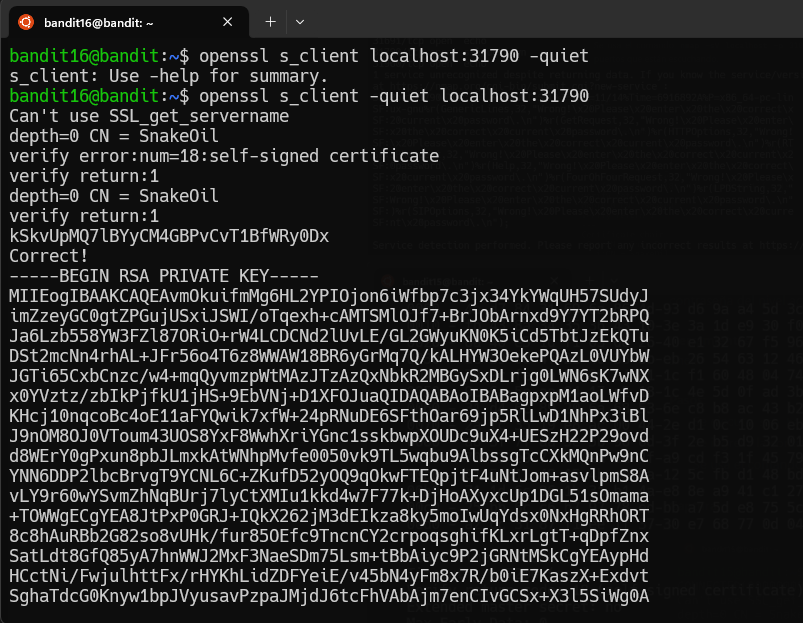 bandit16@bandit: ~
bandit16@bandit:~$ openssl s_client localhost:31790 -quiet
s_client: Use -help for summary.
bandit16@bandit:~$ openssl s_client -quiet localhost:31790
Can't use SSL_get_servername
depth=0 CN = SnakeOil
verify error:num=18:self-signed certificate
verify return:1
depth=0 CN = SnakeOil
verify return:1
kSkvUpMQ7lBYyCM4GBPvCvT1BfWRy0Dx
Correct!
-----BEGIN RSA PRIVATE KEY-----
MIIEogIBAAKCAQEAvmOkuifmMg6HL2YPIOjon6iWfbp7c3jx34YkYWqUH57SUdyJ
imZzeyGC0gtZPGujUSxiJSWI/oTqexh+cAMTSMlOJf7+BrJObArnxd9Y7YT2bRPQ
Ja6Lzb558YW3FZl87ORiO+rW4LCDCNd2lUvLE/GL2GWyuKN0K5iCd5TbtJzEkQTu
DSt2mcNn4rhAL+JFr56o4T6z8WWAW18BR6yGrMq7Q/kALHYW3OekePQAzL0VUYbW
JGTi65CxbCnzc/w4+mqQyvmzpWtMAzJTzAzQxNbkR2MBGySxDLrjg0LWN6sK7wNX
x0YVztz/zbIkPjfkU1jHS+9EbVNj+D1XFOJuaQIDAQABAoIBABagpxpM1aoLWfvD
KHcj10nqcoBc4oE11aFYQwik7xfW+24pRNuDE6SFthOar69jp5RlLwD1NhPx3iBl
J9nOM8OJ0VToum43UOS8YxF8WwhXriYGnc1sskbwpXOUDc9uX4+UESzH22P29ovd
d8WErY0gPxun8pbJLmxkAtWNhpMvfe0050vk9TL5wqbu9AlbssgTcCXkMQnPw9nC
YNN6DDP2lbcBrvgT9YCNL6C+ZKufD52yOQ9qOkwFTEQpjtF4uNtJom+asvlpmS8A
vLY9r60wYSvmZhNqBUrj7lyCtXMIu1kkd4w7F77k+DjHoAXyxcUp1DGL51sOmama
+TOWWgECgYEA8JtPxP0GRJ+IQkX262jM3dEIkza8ky5moIwUqYdsx0NxHgRRhORT
8c8hAuRBb2G82so8vUHk/fur85OEfc9TncnCY2crpoqsghifKLxrLgtT+qDpfZnx
SatLdt8GfQ85yA7hnWWJ2MxF3NaeSDm75Lsm+tBbAiyc9P2jGRNtMSkCgYEAypHd
HCctNi/FwjulhttFx/rHYKhLidZDFYeiE/v45bN4yFm8x7R/b0iE7KaszX+Exdvt
SghaTdcG0Knyw1bpJVyusavPzpaJMjdJ6tcFhVAbAjm7enCIvGCSx+X3l5SiWg0A